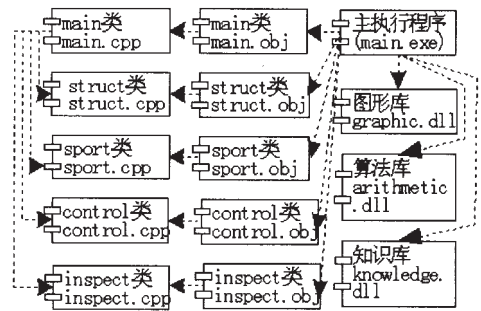 main类
main.cpp
main类
main.obj
主执行程序
(main.exe)
struct类
struct.cpp
struct类
struct.obj
图形库
graphic.dll
sport类
sport.cpp
sport类
sport.obj
算法库
arithmetic
.dll
control类
control.cpp
control类
control.obj
知识库
knowledge.
dll
inspect类
inspect.cpp
inspect类
inspect.obj